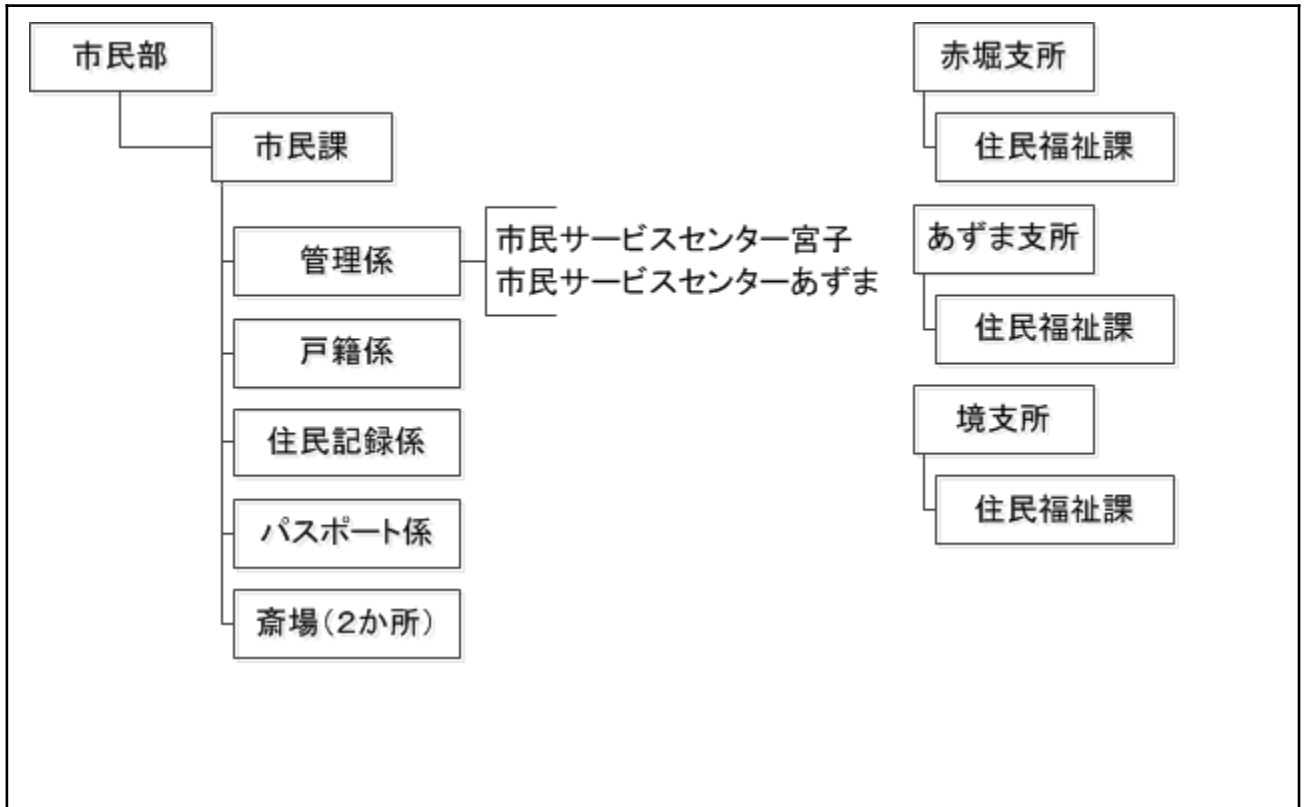 市民部
市民課
管理係
市民サービスセンター宮子
市民サービスセンターあずま
戸籍係
住民記録係
パスポート係
斎場(2か所)
赤堀支所
住民福祉課
あずま支所
住民福祉課
境支所
住民福祉課